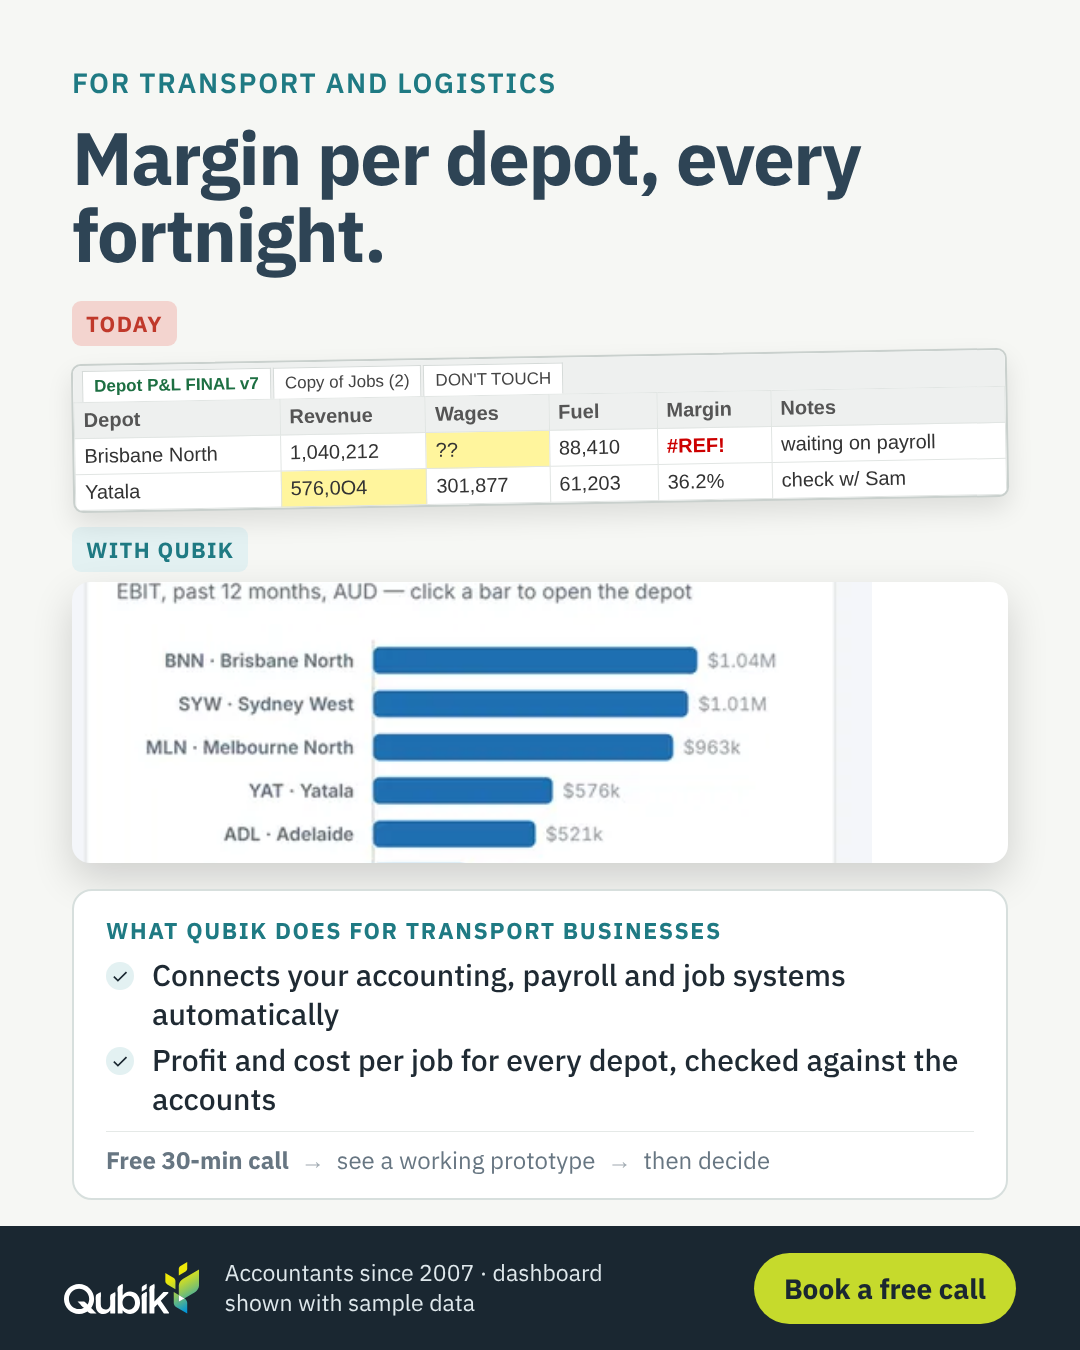 FOR TRANSPORT AND LOGISTICS
Margin per depot, every
fortnight.
TODAY
Depot P&L FINAL v7 Copy of Jobs (2) DON'T TOUCH
Depot Revenue Wages Fuel Margin Notes
Brisbane North 1,040,212 ?? 88,410 #REF! waiting on payroll
Yatala 576,0O4 301,877 61,203 36.2% check w/ Sam
WITH QUBIK
EBIT, past 12 months, AUD — click a bar to open the depot
BNN · Brisbane North $1.04M
SYW · Sydney West $1.01M
MLN · Melbourne North $963k
YAT · Yatala $576k
ADL · Adelaide $521k
WHAT QUBIK DOES FOR TRANSPORT BUSINESSES
Connects your accounting, payroll and job systems
automatically
Profit and cost per job for every depot, checked against the
accounts
Free 30-min call → see a working prototype → then decide
Qubik
Accountants since 2007 · dashboard
shown with sample data
Book a free call